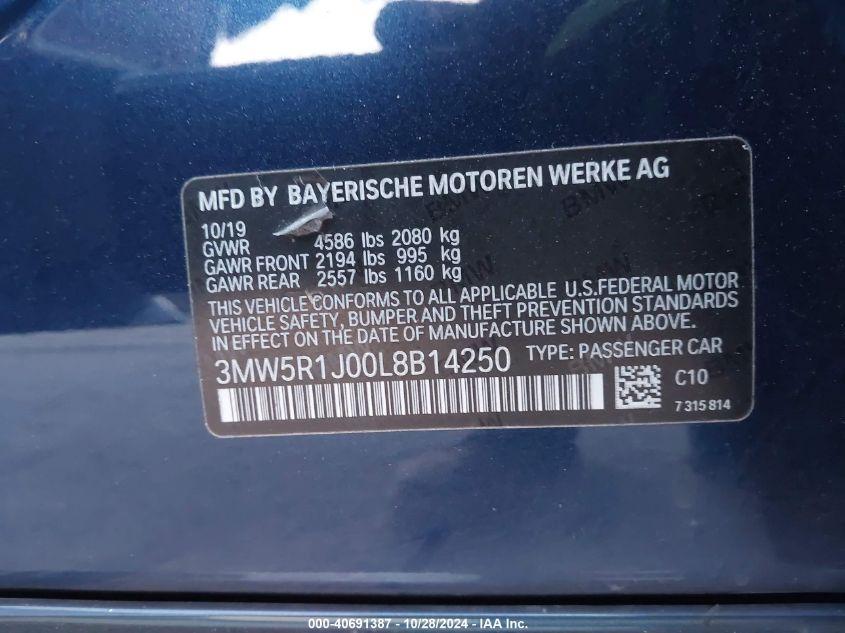 MFD BY BAYERISCHE MOTOREN WERKE AG
10/19
GVWR 4586 lbs 2080 kg
GAWR FRONT 2194 lbs 995 kg
GAWR REAR 2557 lbs 1160 kg
THIS VEHICLE CONFORMS TO ALL APPLICABLE U.S.FEDERAL MOTOR
VEHICLE SAFETY, BUMPER AND THEFT PREVENTION STANDARDS
IN EFFECT ON THE DATE OF MANUFACTURE SHOWN ABOVE.
3MW5R1J00L8B14250 TYPE: PASSENGER CAR
C10
7 315 814
000-40691387 - 10/28/2024 - IAA Inc.